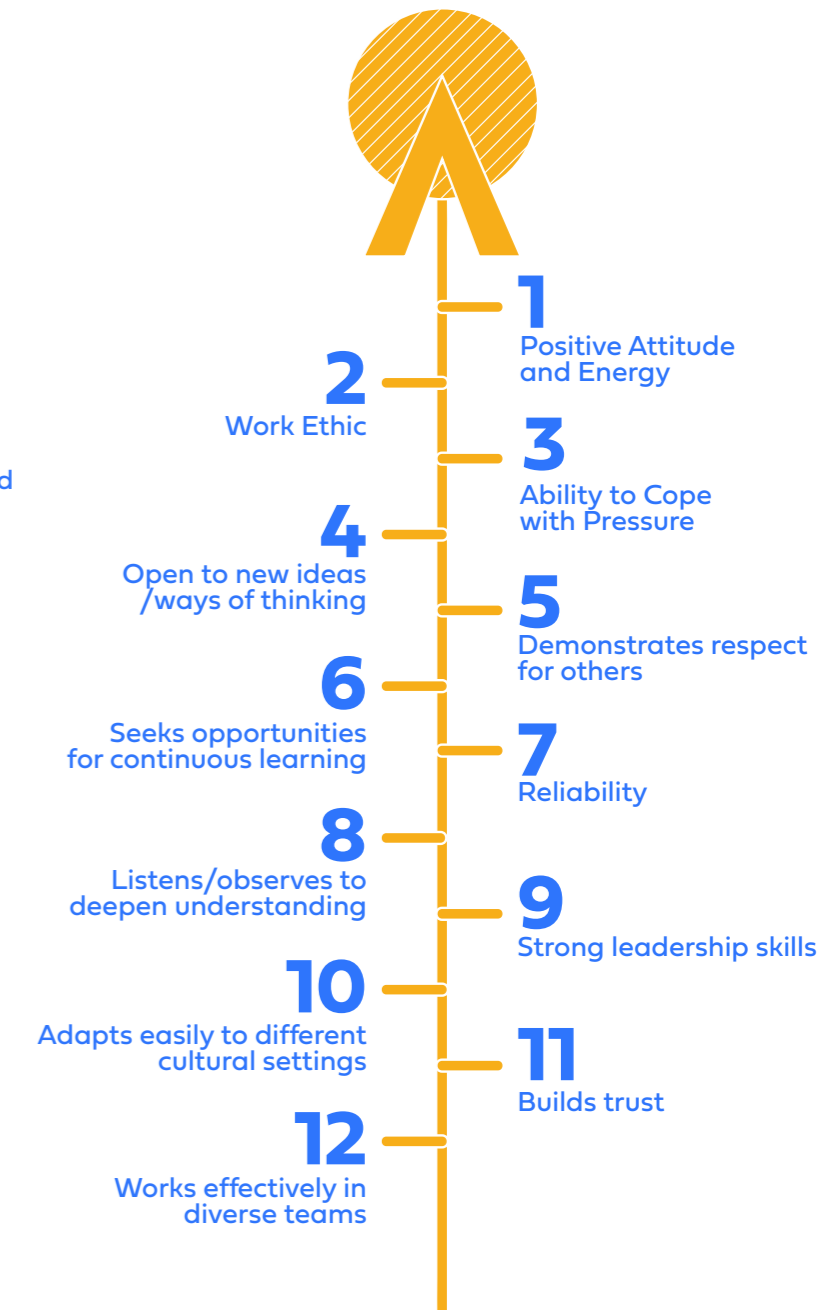 1
Positive Attitude
and Energy
2
Work Ethic
3
Ability to Cope
with Pressure
4
Open to new ideas
/ways of thinking
5
Demonstrates respect
for others
6
Seeks opportunities
for continuous learning
7
Reliability
8
Listens/observes to
deepen understanding
9
Strong leadership skills
10
Adapts easily to different
cultural settings
11
Builds trust
12
Works effectively in
diverse teams